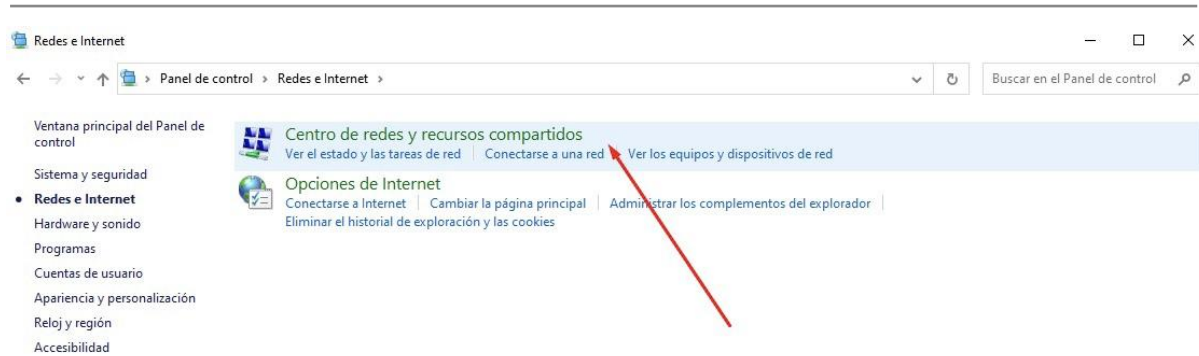 Redes e Internet
Panel de control > Redes e Internet >
Buscar en el Panel de control
Ventana principal del Panel de
control
Sistema y seguridad
Redes e Internet
Hardware y sonido
Programas
Cuentas de usuario
Apariencia y personalización
Reloj y región
Accesibilidad
Centro de redes y recursos compartidos
Ver el estado y las tareas de red | Conectarse a una red | Ver los equipos y dispositivos de red
Opciones de Internet
Conectarse a Internet | Cambiar la página principal | Administrar los complementos del explorador |
Eliminar el historial de exploración y las cookies